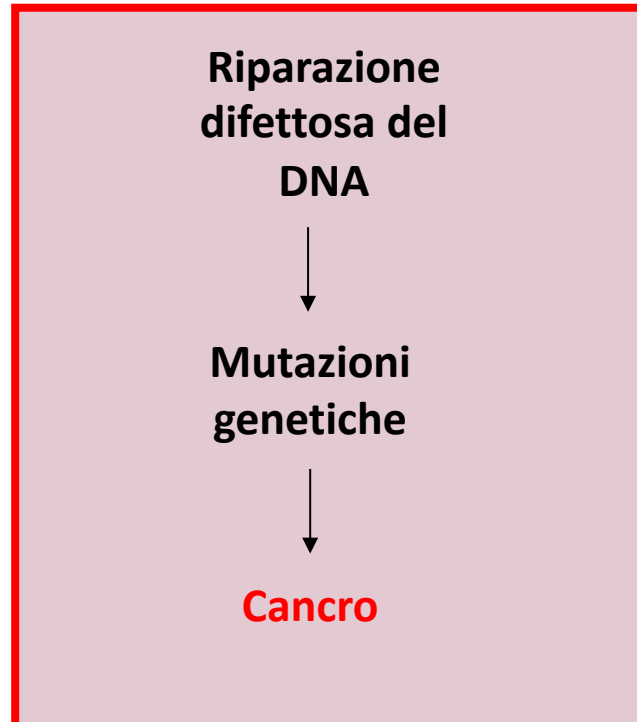 Riparazione
difettosa del
DNA
Mutazioni
genetiche
Cancro